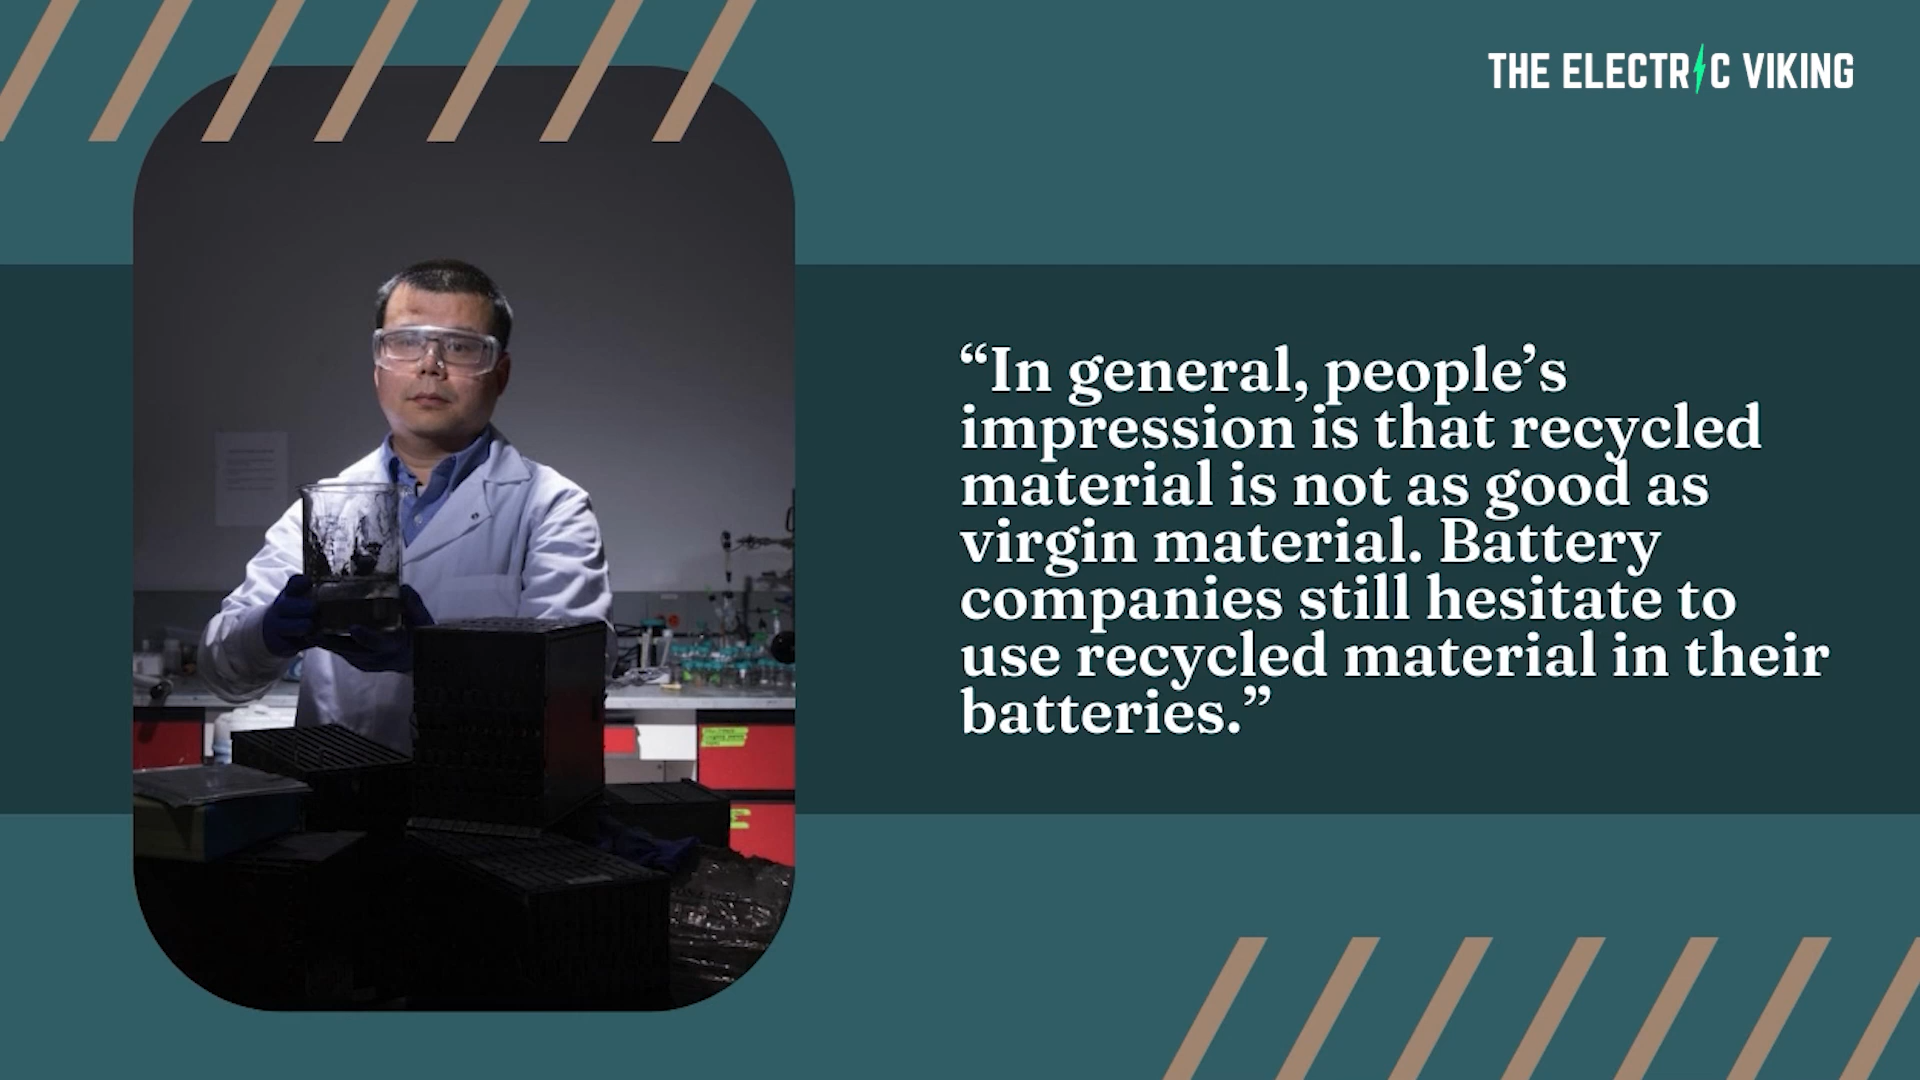 THE ELECTRIC VIKING
“In general, people’s
impression is that recycled
material is not as good as
virgin material. Battery
companies still hesitate to
use recycled material in their
batteries.”